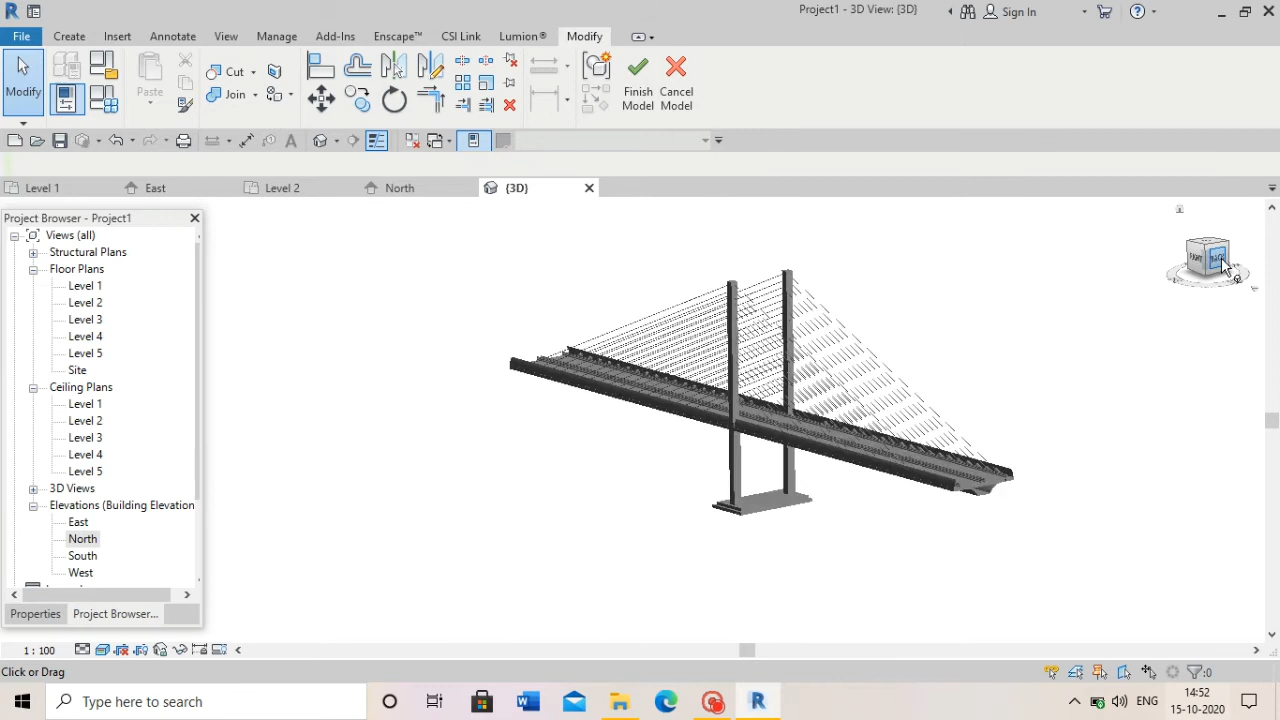 Project1 - 3D View: {3D}
Sign In
File Create Insert Annotate View Manage Add-Ins Enscape™ CSI Link Lumion® Modify
Modify
Paste
Cut
Join
Finish Model
Cancel Model
Level 1
East
Level 2
North
{3D}
Project Browser - Project1
Views (all)
Structural Plans
Floor Plans
Level 1
Level 2
Level 3
Level 4
Level 5
Site
Ceiling Plans
Level 1
Level 2
Level 3
Level 4
Level 5
3D Views
Elevations (Building Elevation
East
North
South
West
Properties
Project Browser...
RIGHT
BACK
1 : 100
Click or Drag
:0
Type here to search
ENG
14:52
15-10-2020